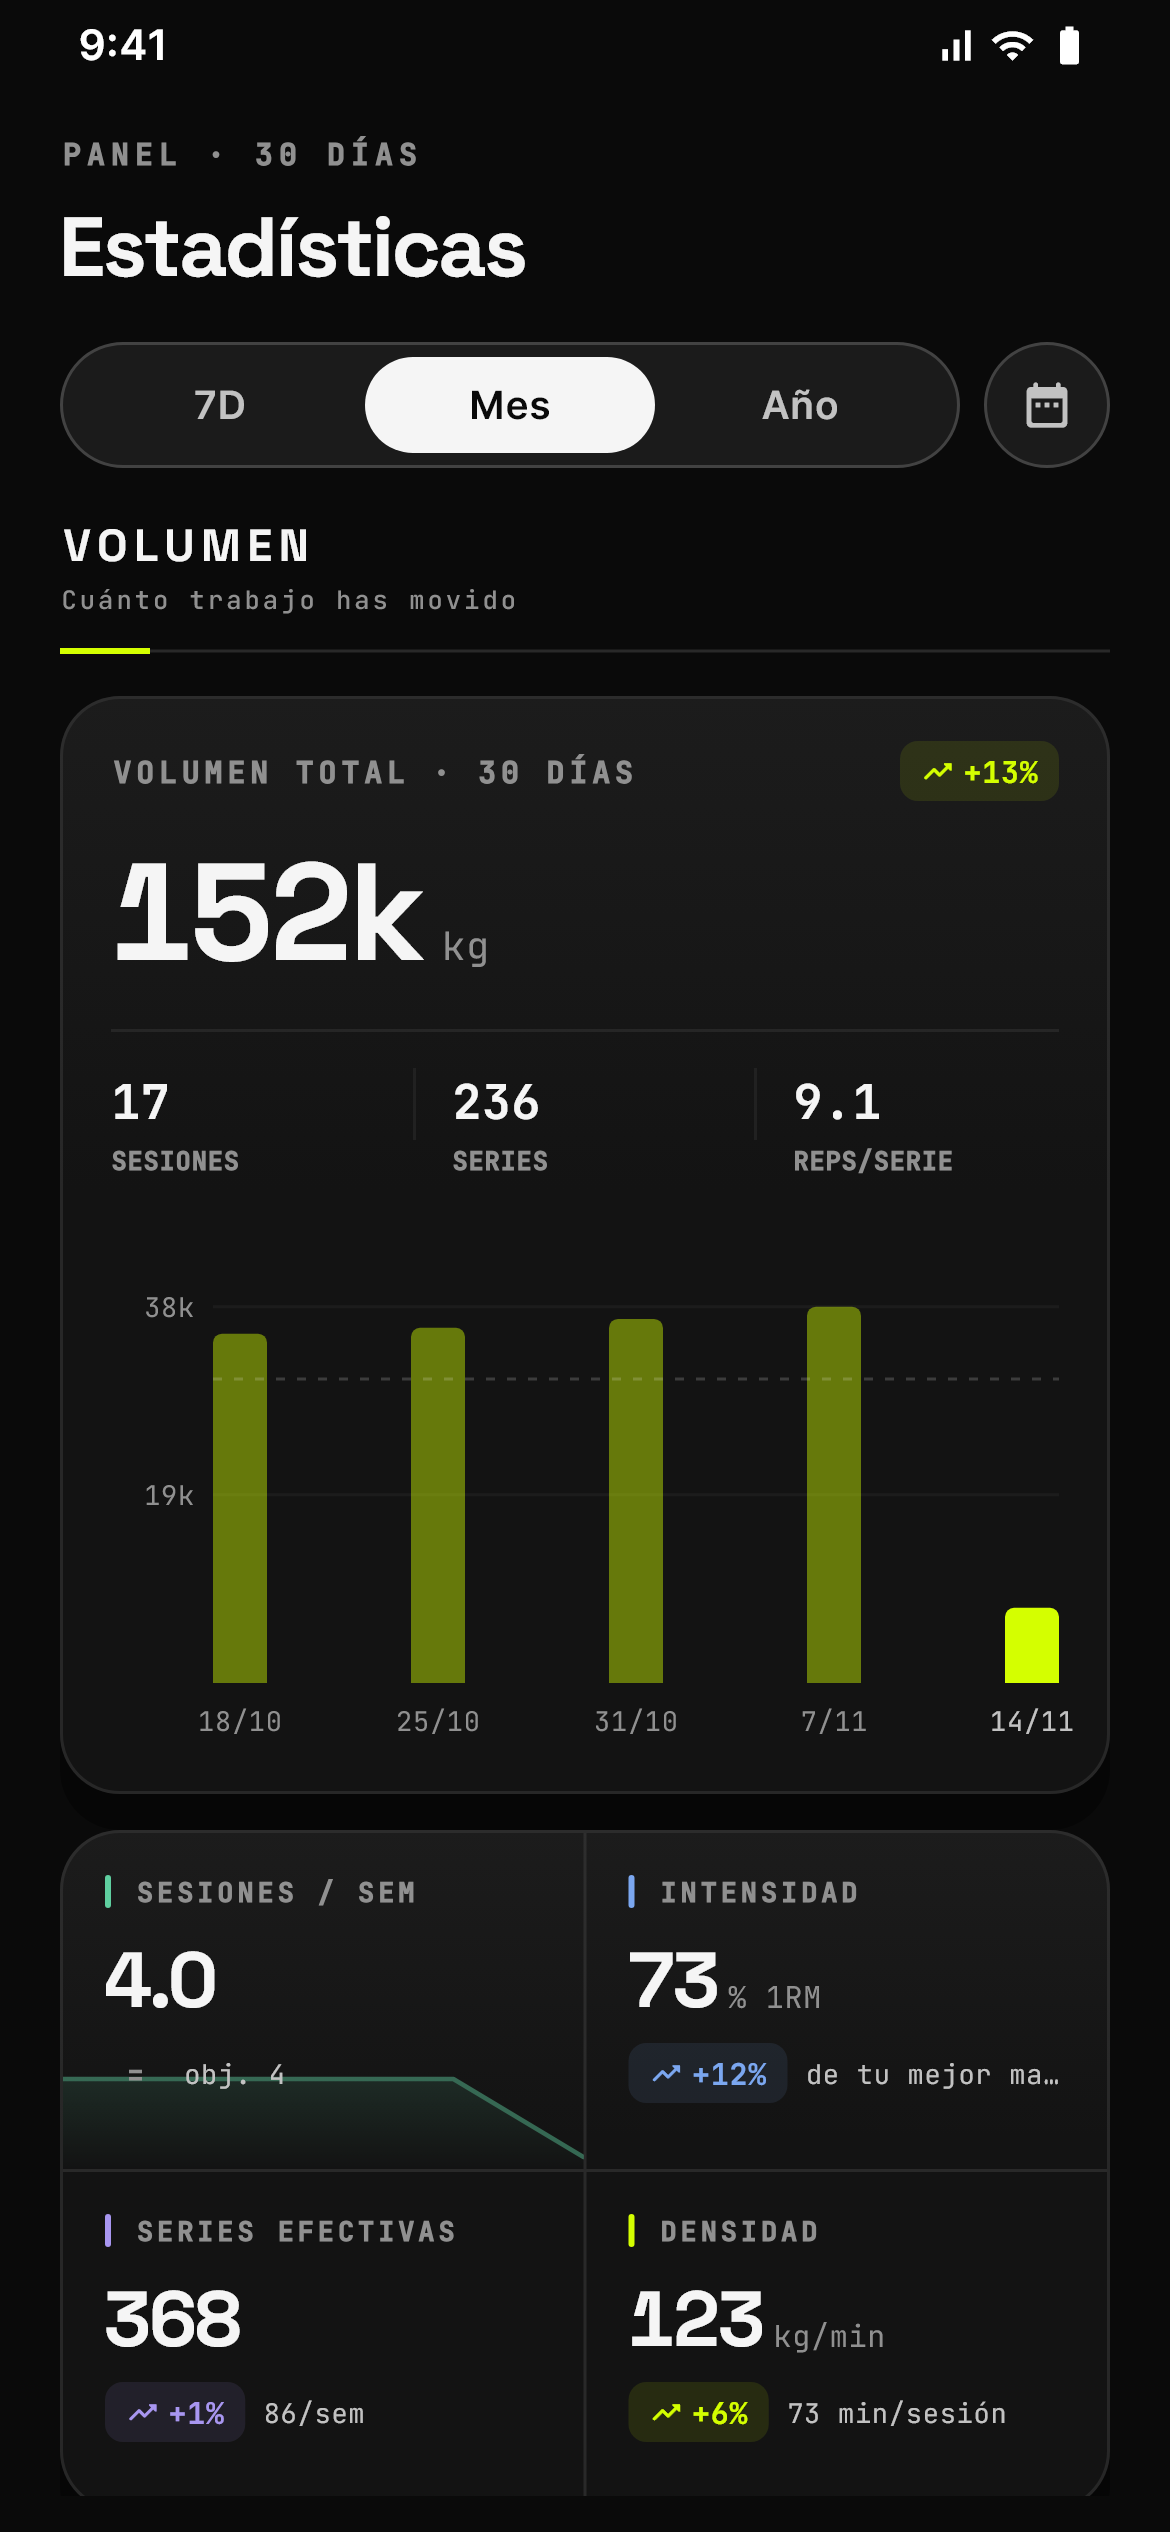 9:41
PANEL · 30 DÍAS
Estadísticas
7D Mes Año
VOLUMEN
Cuánto trabajo has movido
VOLUMEN TOTAL · 30 DÍAS +13%
152k kg
17 236 9.1
SESIONES SERIES REPS/SERIE
38k
19k
18/10 25/10 31/10 7/11 14/11
SESIONES / SEM
4.0
= obj. 4
INTENSIDAD
73 % 1RM
+12% de tu mejor ma…
SERIES EFECTIVAS
368
+1% 86/sem
DENSIDAD
123 kg/min
+6% 73 min/sesión